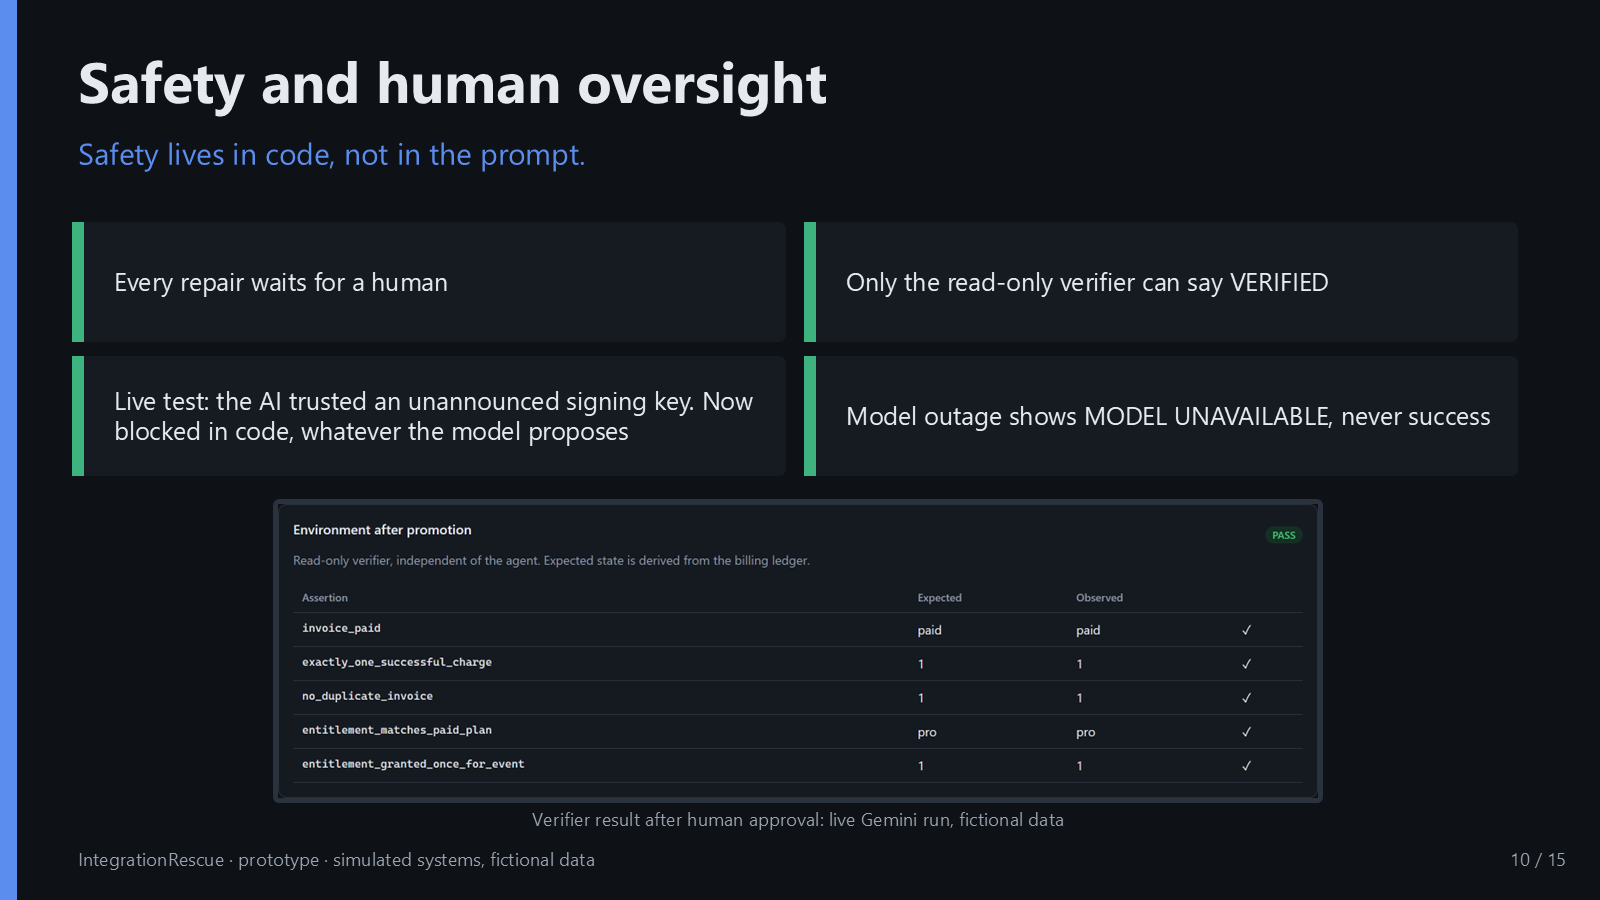 Safety and human oversight
Safety lives in code, not in the prompt.
Every repair waits for a human
Only the read-only verifier can say VERIFIED
Live test: the AI trusted an unannounced signing key. Now
blocked in code, whatever the model proposes
Model outage shows MODEL UNAVAILABLE, never success
Environment after promotion
PASS
Read-only verifier, independent of the agent. Expected state is derived from the billing ledger.
Assertion Expected Observed
invoice_paid paid paid ✓
exactly_one_successful_charge 1 1 ✓
no_duplicate_invoice 1 1 ✓
entitlement_matches_paid_plan pro pro ✓
entitlement_granted_once_for_event 1 1 ✓
Verifier result after human approval: live Gemini run, fictional data
IntegrationRescue · prototype · simulated systems, fictional data
10 / 15